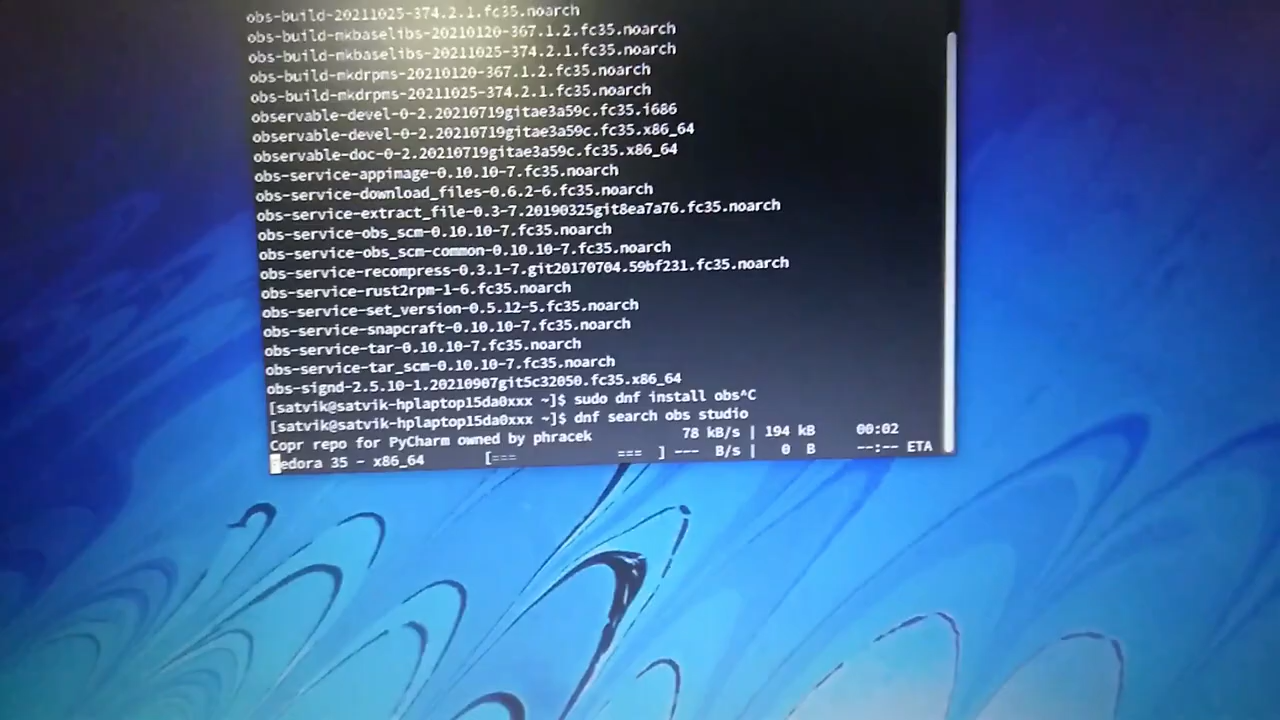 obs-build-20211025-374.2.1.fc35.noarch
obs-build-mkbaselibs-20210120-367.1.2.fc35.noarch
obs-build-mkbaselibs-20211025-374.2.1.fc35.noarch
obs-build-mkdrpms-20210120-367.1.2.fc35.noarch
obs-build-mkdrpms-20211025-374.2.1.fc35.noarch
observable-devel-0-2.20210719gitae3a59c.fc35.i686
observable-devel-0-2.20210719gitae3a59c.fc35.x86_64
observable-doc-0-2.20210719gitae3a59c.fc35.x86_64
obs-service-appimage-0.10.10-7.fc35.noarch
obs-service-download_files-0.6.2-6.fc35.noarch
obs-service-extract_file-0.3-7.20190325git8ea7a76.fc35.noarch
obs-service-obs_scm-0.10.10-7.fc35.noarch
obs-service-obs_scm-common-0.10.10-7.fc35.noarch
obs-service-recompress-0.3.1-7.git20170704.59bf231.fc35.noarch
obs-service-rust2rpm-1-6.fc35.noarch
obs-service-set_version-0.5.12-5.fc35.noarch
obs-service-snapcraft-0.10.10-7.fc35.noarch
obs-service-tar-0.10.10-7.fc35.noarch
obs-service-tar_scm-0.10.10-7.fc35.noarch
obs-signd-2.5.10-1.20210907git5c32050.fc35.x86_64
[satvik@satvik-hplaptop15da0xxx ~]$ sudo dnf install obs^C
[satvik@satvik-hplaptop15da0xxx ~]$ dnf search obs studio
Copr repo for PyCharm owned by phracek 78 kB/s | 194 kB 00:02
Fedora 35 - x86_64 [=== === ] --- B/s | 0 B --:-- ETA